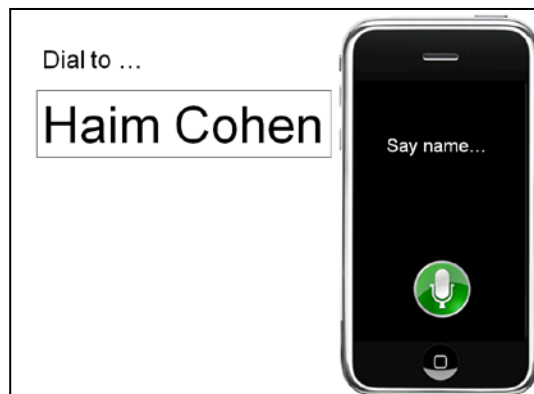 Dial to …
Haim Cohen
Say name…